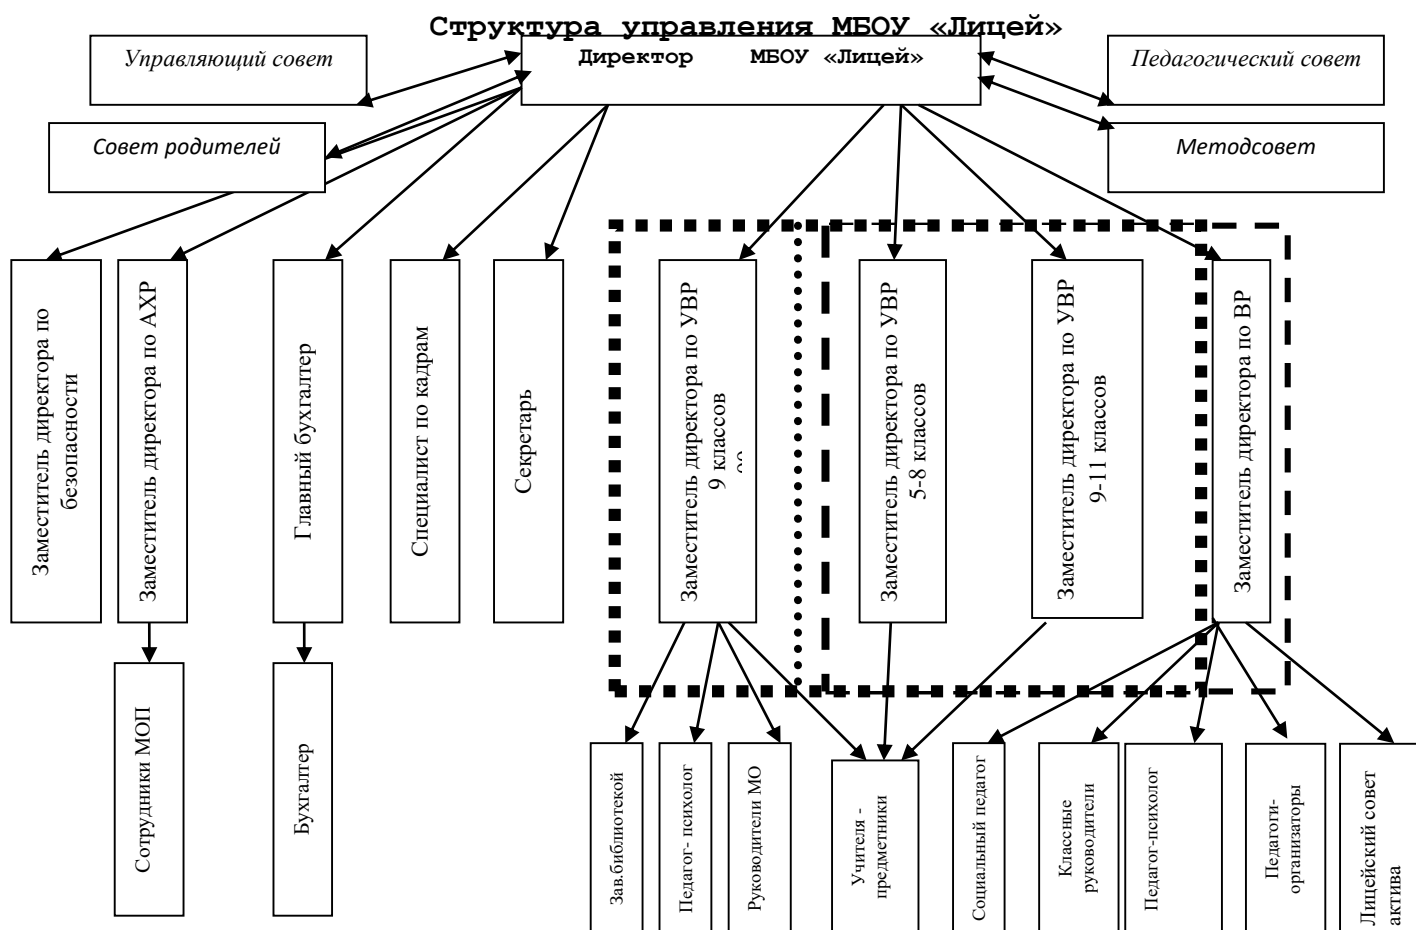 Структура управления МБОУ «Лицей»
Директор МБОУ «Лицей»
Управляющий совет
Педагогический совет
Совет родителей
Методсовет
Заместитель директора по
безопасности
Заместитель директора по АХР
Главный бухгалтер
Специалист по кадрам
Секретарь
Заместитель директора по УВР
9 классов
Заместитель директора по УВР
5-8 классов
Заместитель директора по УВР
9-11 классов
Заместитель директора по ВР
Сотрудники МОП
Бухгалтер
Зав.библиотекой
Педагог- психолог
Руководители МО
Учителя -
предметники
Социальный педагог
Классные
руководители
Педагог-психолог
Педагоги-
организаторы
Лицейский совет
актива